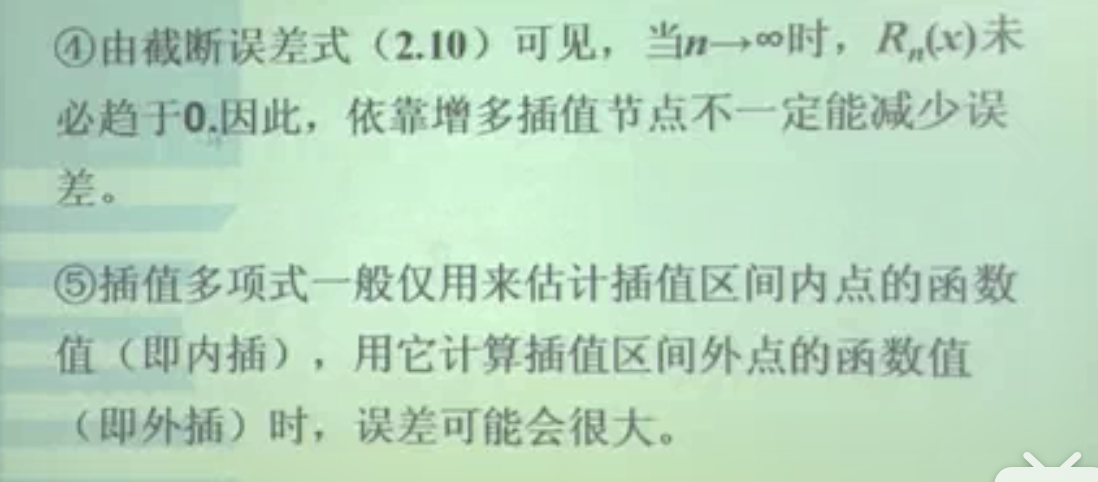 ④由截断误差式（2.10）可见，当n→∞时，Rₙ(x)未
必趋于0.因此，依靠增多插值节点不一定能减少误
差。
⑤插值多项式一般仅用来估计插值区间内点的函数
值（即内插），用它计算插值区间外点的函数值
（即外插）时，误差可能会很大。